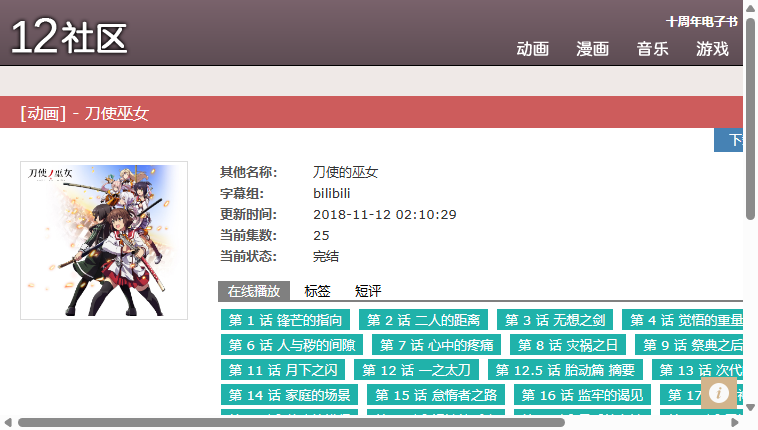 12社区
十周年电子书
动画 漫画 音乐 游戏
[动画] - 刀使巫女
刀使ノ巫女
其他名称: 刀使的巫女
字幕组: bilibili
更新时间: 2018-11-12 02:10:29
当前集数: 25
当前状态: 完结
在线播放 标签 短评
第 1 话 锋芒的指向 第 2 话 二人的距离 第 3 话 无想之剑 第 4 话 觉悟的重量
第 6 话 人与秽的间隙 第 7 话 心中的疼痛 第 8 话 灾祸之日 第 9 话 祭典之后
第 11 话 月下之闪 第 12 话 一之太刀 第 12.5 话 胎动篇 摘要 第 13 话 次代
第 14 话 家庭的场景 第 15 话 怠惰者之路 第 16 话 监牢的谒见 第 17